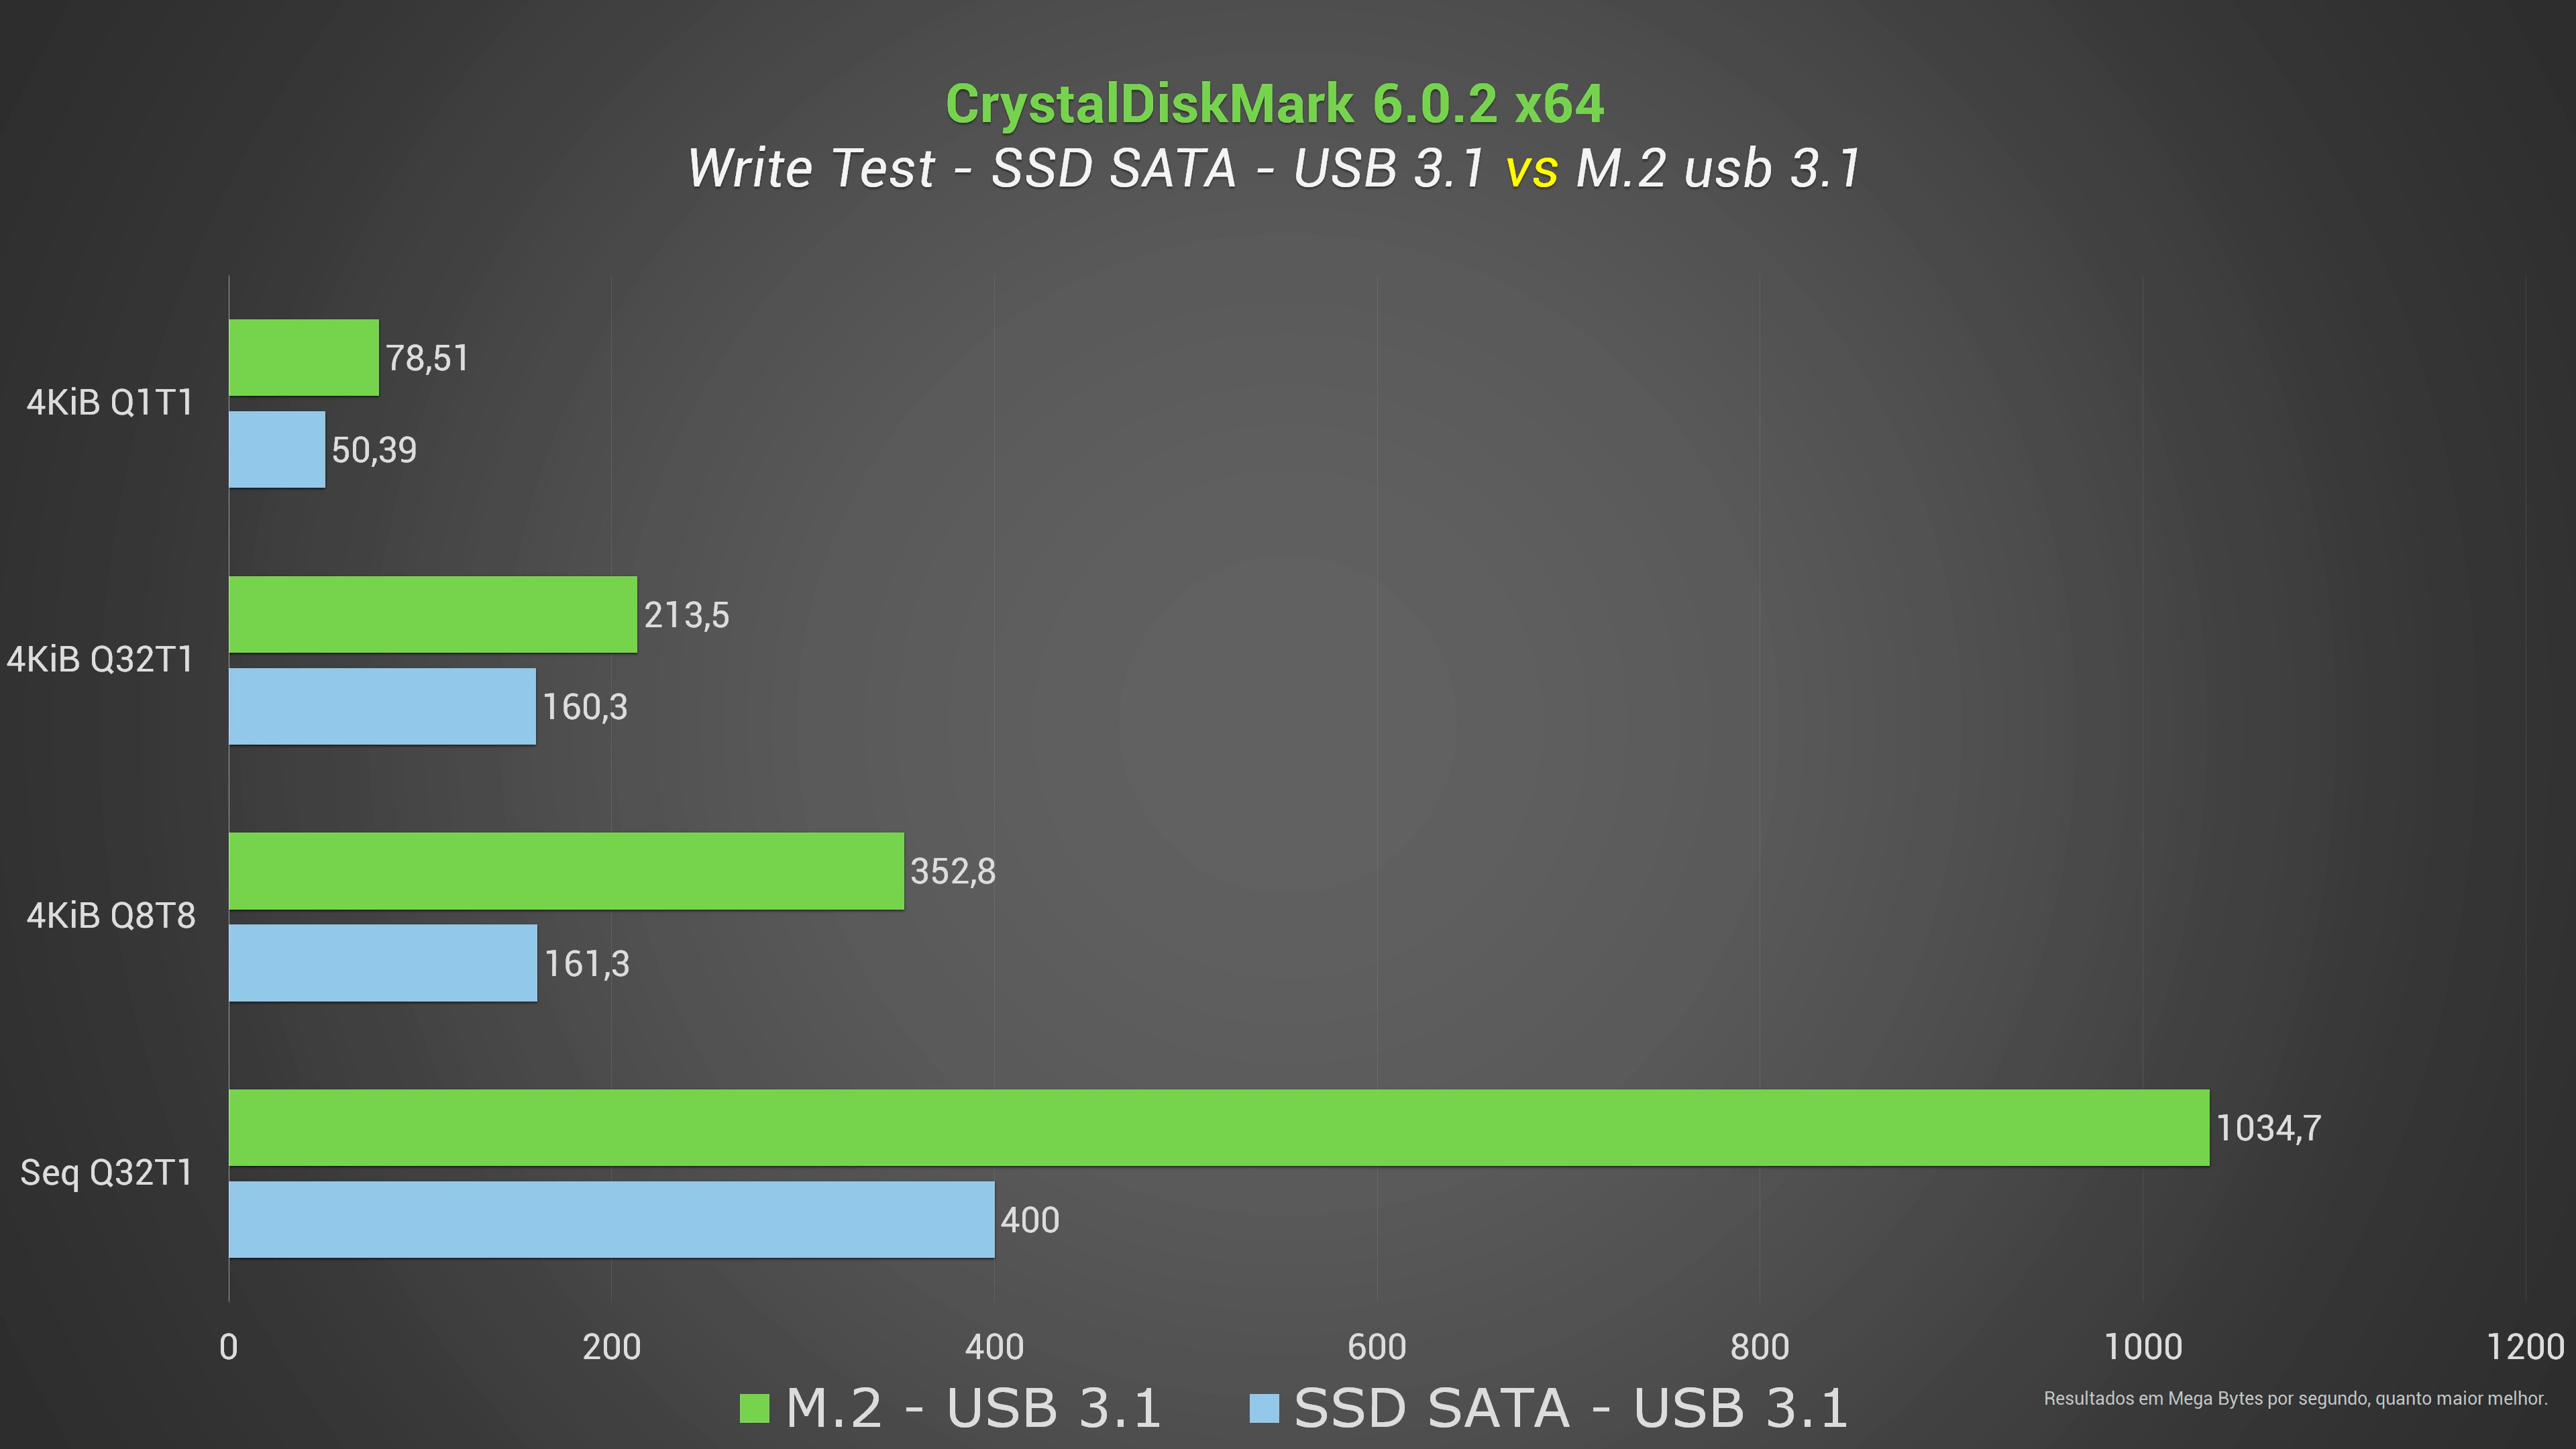 CrystalDiskMark 6.0.2 x64
Write Test - SSD SATA - USB 3.1 vs M.2 usb 3.1
4KiB Q1T1
78,51
50,39
4KiB Q32T1
213,5
160,3
4KiB Q8T8
352,8
161,3
Seq Q32T1
1034,7
400
0 200 400 600 800 1000 1200
M.2 - USB 3.1 SSD SATA - USB 3.1
Resultados em Mega Bytes por segundo, quanto maior melhor.